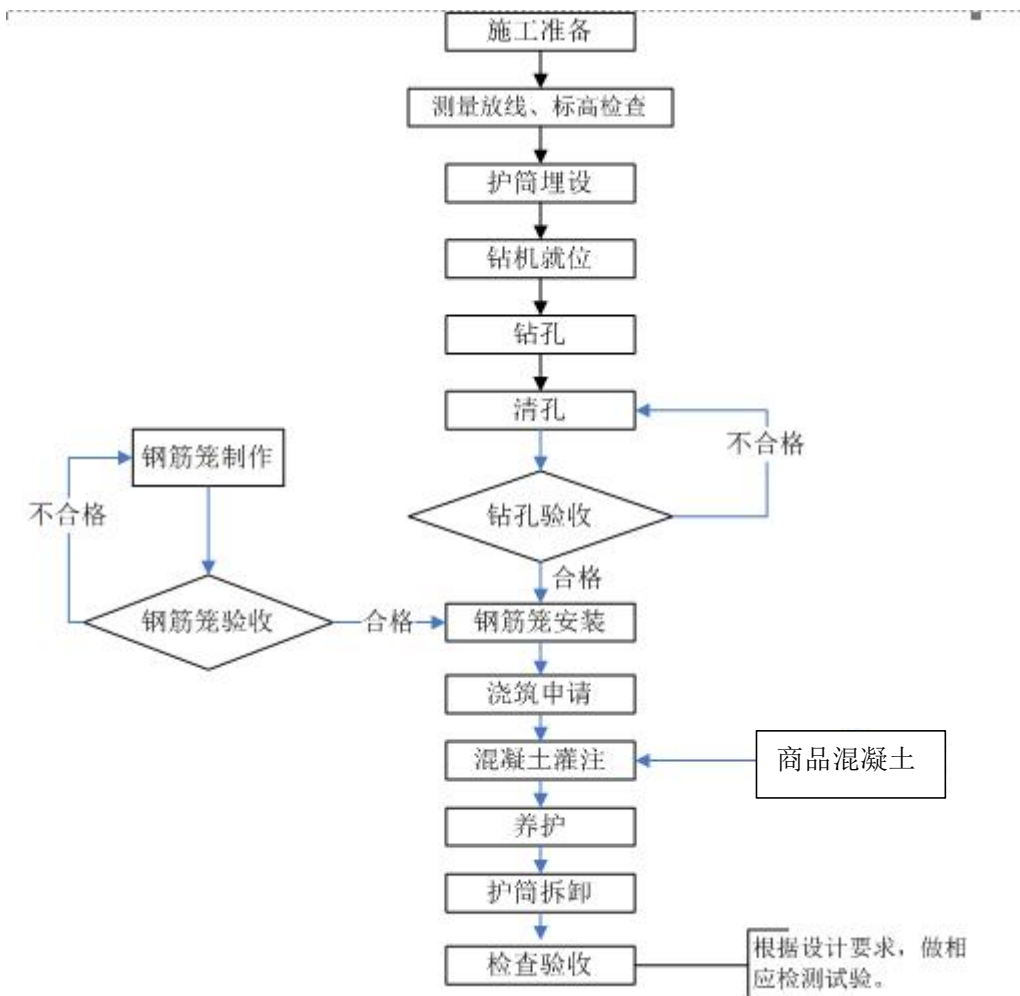 施工准备
测量放线、标高检查
护筒埋设
钻机就位
钻孔
清孔
不合格
钢筋笼制作
不合格
钻孔验收
合格
钢筋笼验收
合格
钢筋笼安装
浇筑申请
混凝土灌注
商品混凝土
养护
护筒拆卸
检查验收
根据设计要求，做相
应检测试验。